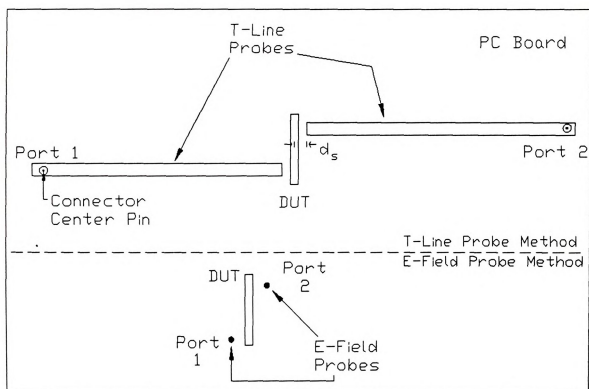 T-Line
Probes
PC Board
d_s
Port 1
Port 2
Connector
Center Pin
DUT
T-Line Probe Method
E-Field Probe Method
DUT
Port
2
Port
1
E-Field
Probes